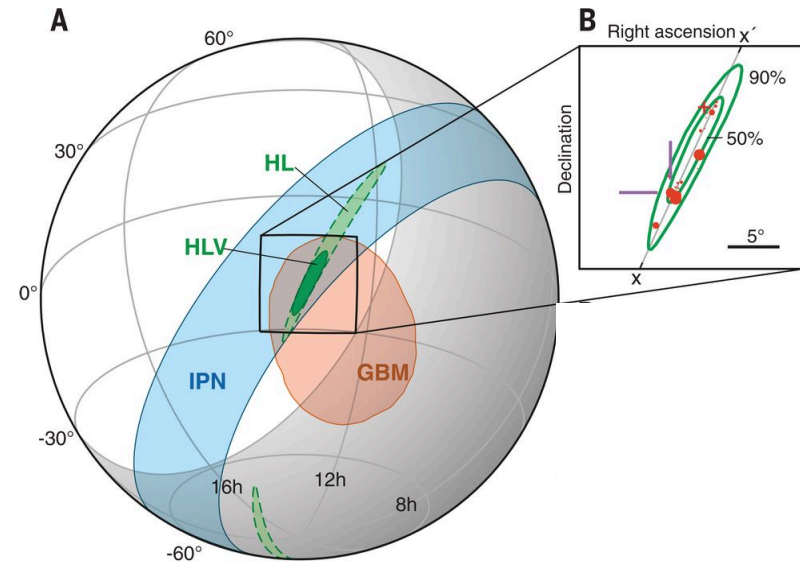 A
60°
30°
0°
-30°
-60°
HL
HLV
IPN
GBM
16h
12h
8h
B
Right ascension
x´
Declination
90%
50%
5°
x